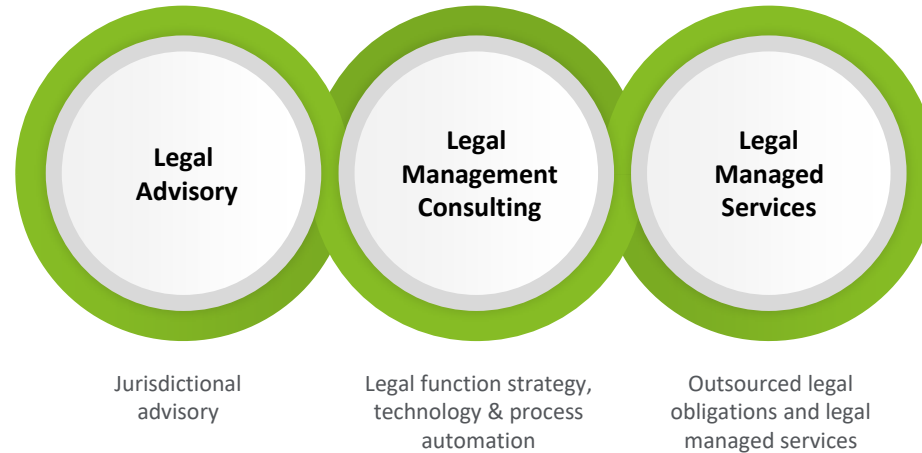 Legal
Advisory
Legal
Management
Consulting
Legal
Managed
Services
Jurisdictional
advisory
Legal function strategy,
technology & process
automation
Outsourced legal
obligations and legal
managed services